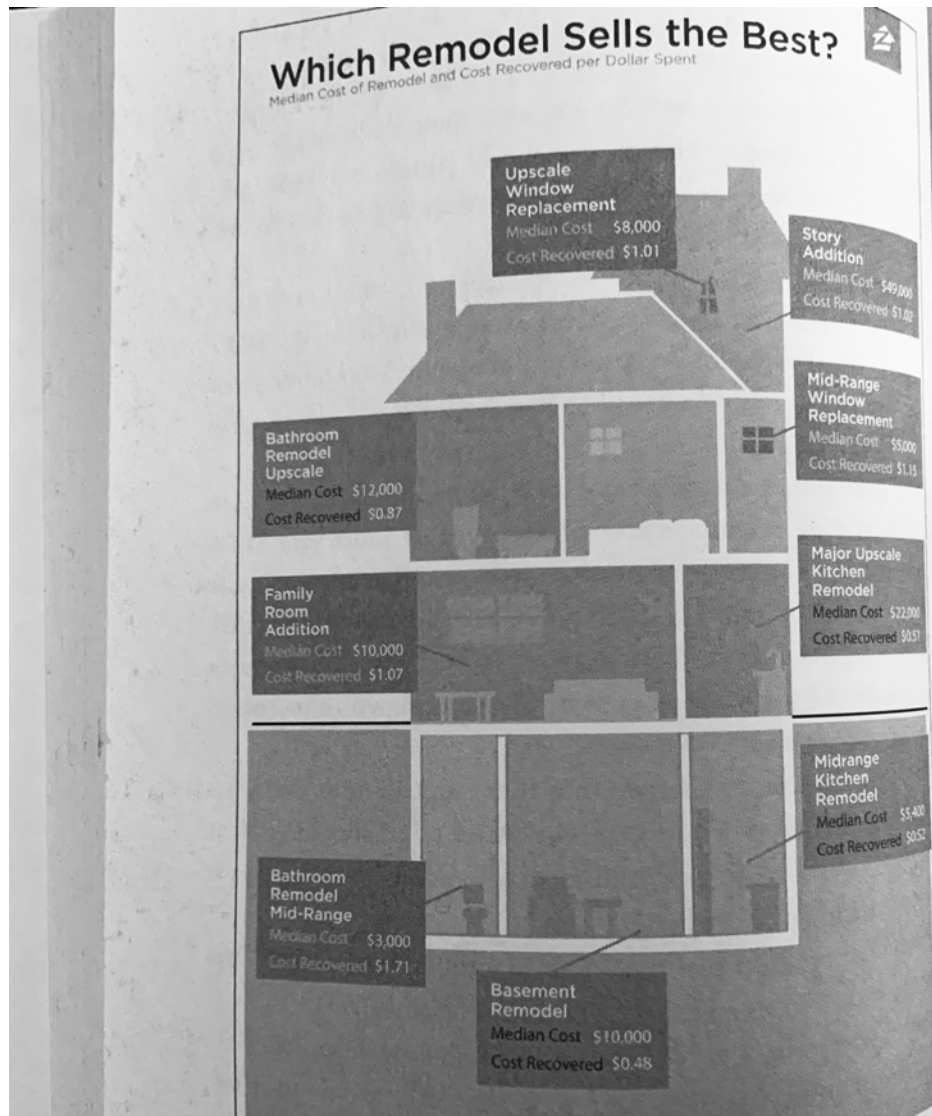 Which Remodel Sells the Best?
Median Cost of Remodel and Cost Recovered per Dollar Spent
Upscale
Window
Replacement
Median Cost $8,000
Cost Recovered $1.01
Story
Addition
Median Cost $49,000
Cost Recovered $1.02
Mid-Range
Window
Replacement
Median Cost $5,000
Cost Recovered $1.15
Bathroom
Remodel
Upscale
Median Cost $12,000
Cost Recovered $0.87
Major Upscale
Kitchen
Remodel
Median Cost $22,000
Cost Recovered $0.51
Family
Room
Addition
Median Cost $10,000
Cost Recovered $1.07
Midrange
Kitchen
Remodel
Median Cost $5,400
Cost Recovered $0.52
Bathroom
Remodel
Mid-Range
Median Cost $3,000
Cost Recovered $1.71
Basement
Remodel
Median Cost $10,000
Cost Recovered $0.48